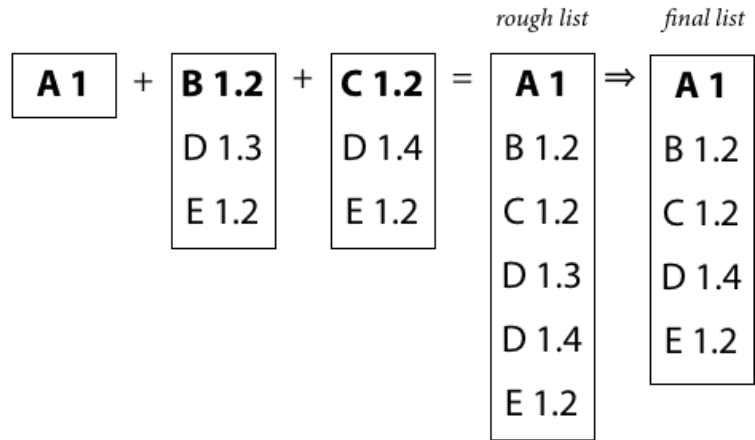 rough list final list
A 1 + B 1.2 + C 1.2 = A 1 ⇒ A 1
D 1.3 D 1.4 B 1.2 B 1.2
E 1.2 E 1.2 C 1.2 C 1.2
D 1.3 D 1.4
D 1.4 E 1.2
E 1.2